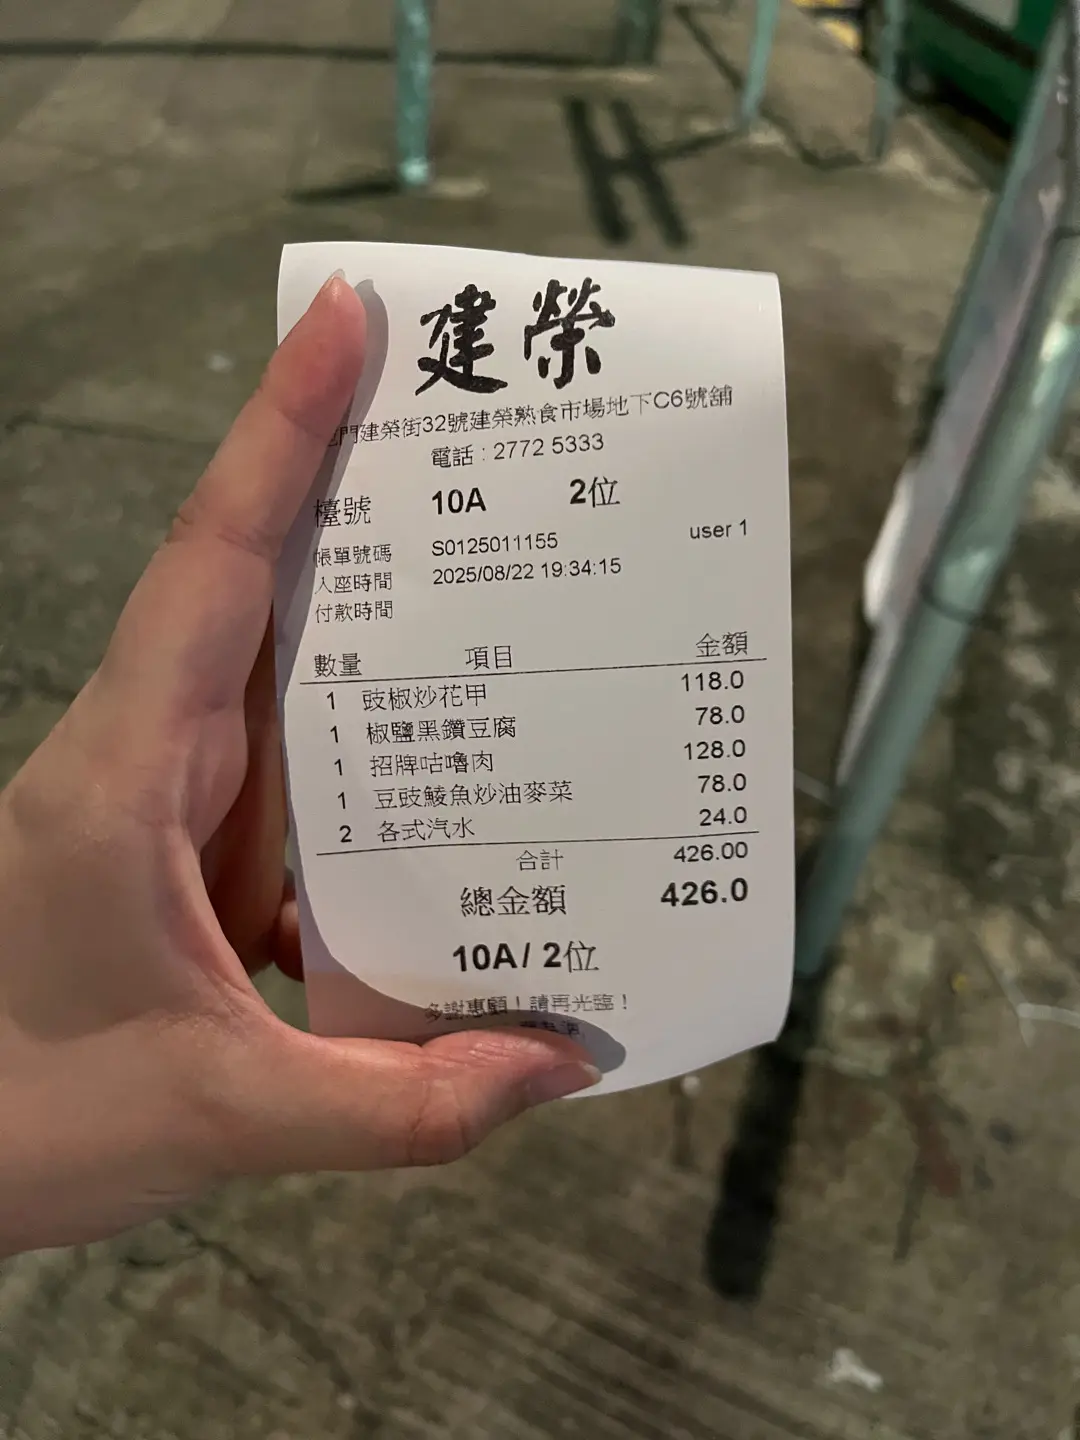 建榮
屯門建榮街32號建榮熟食市場地下C6號舖
電話 : 2772 5333
檯號 10A 2位
帳單號碼 S0125011155 user 1
入座時間 2025/08/22 19:34:15
付款時間
數量 項目 金額
1 豉椒炒花甲 118.0
1 椒鹽黑鑽豆腐 78.0
1 招牌咕嚕肉 128.0
1 豆豉鯪魚炒油麥菜 78.0
2 各式汽水 24.0
合計 426.00
總金額 426.0
10A/ 2位
多謝惠顧！請再光臨！